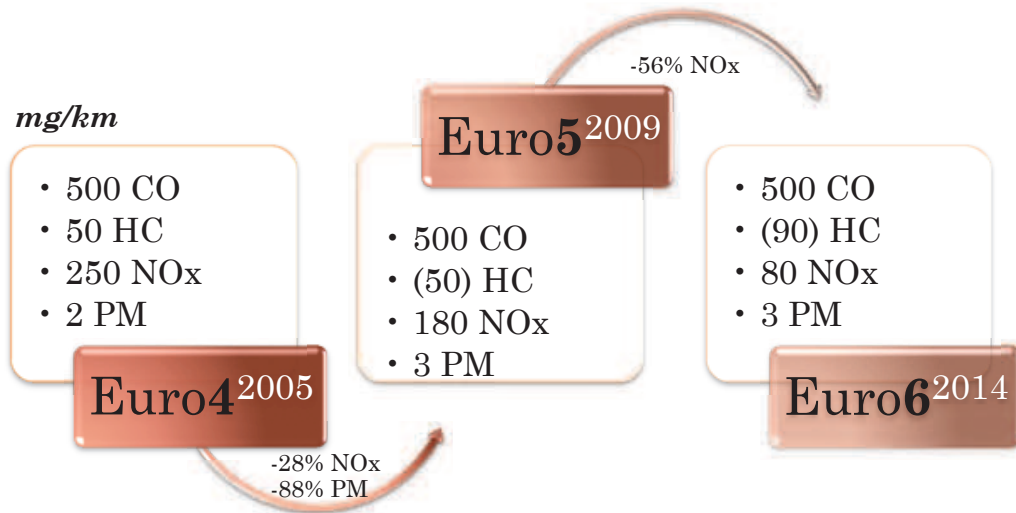 mg/km
• 500 CO
• 50 HC
• 250 NOx
• 2 PM
Euro4 2005
-28% NOx
-88% PM
Euro5 2009
• 500 CO
• (50) HC
• 180 NOx
• 3 PM
-56% NOx
• 500 CO
• (90) HC
• 80 NOx
• 3 PM
Euro6 2014